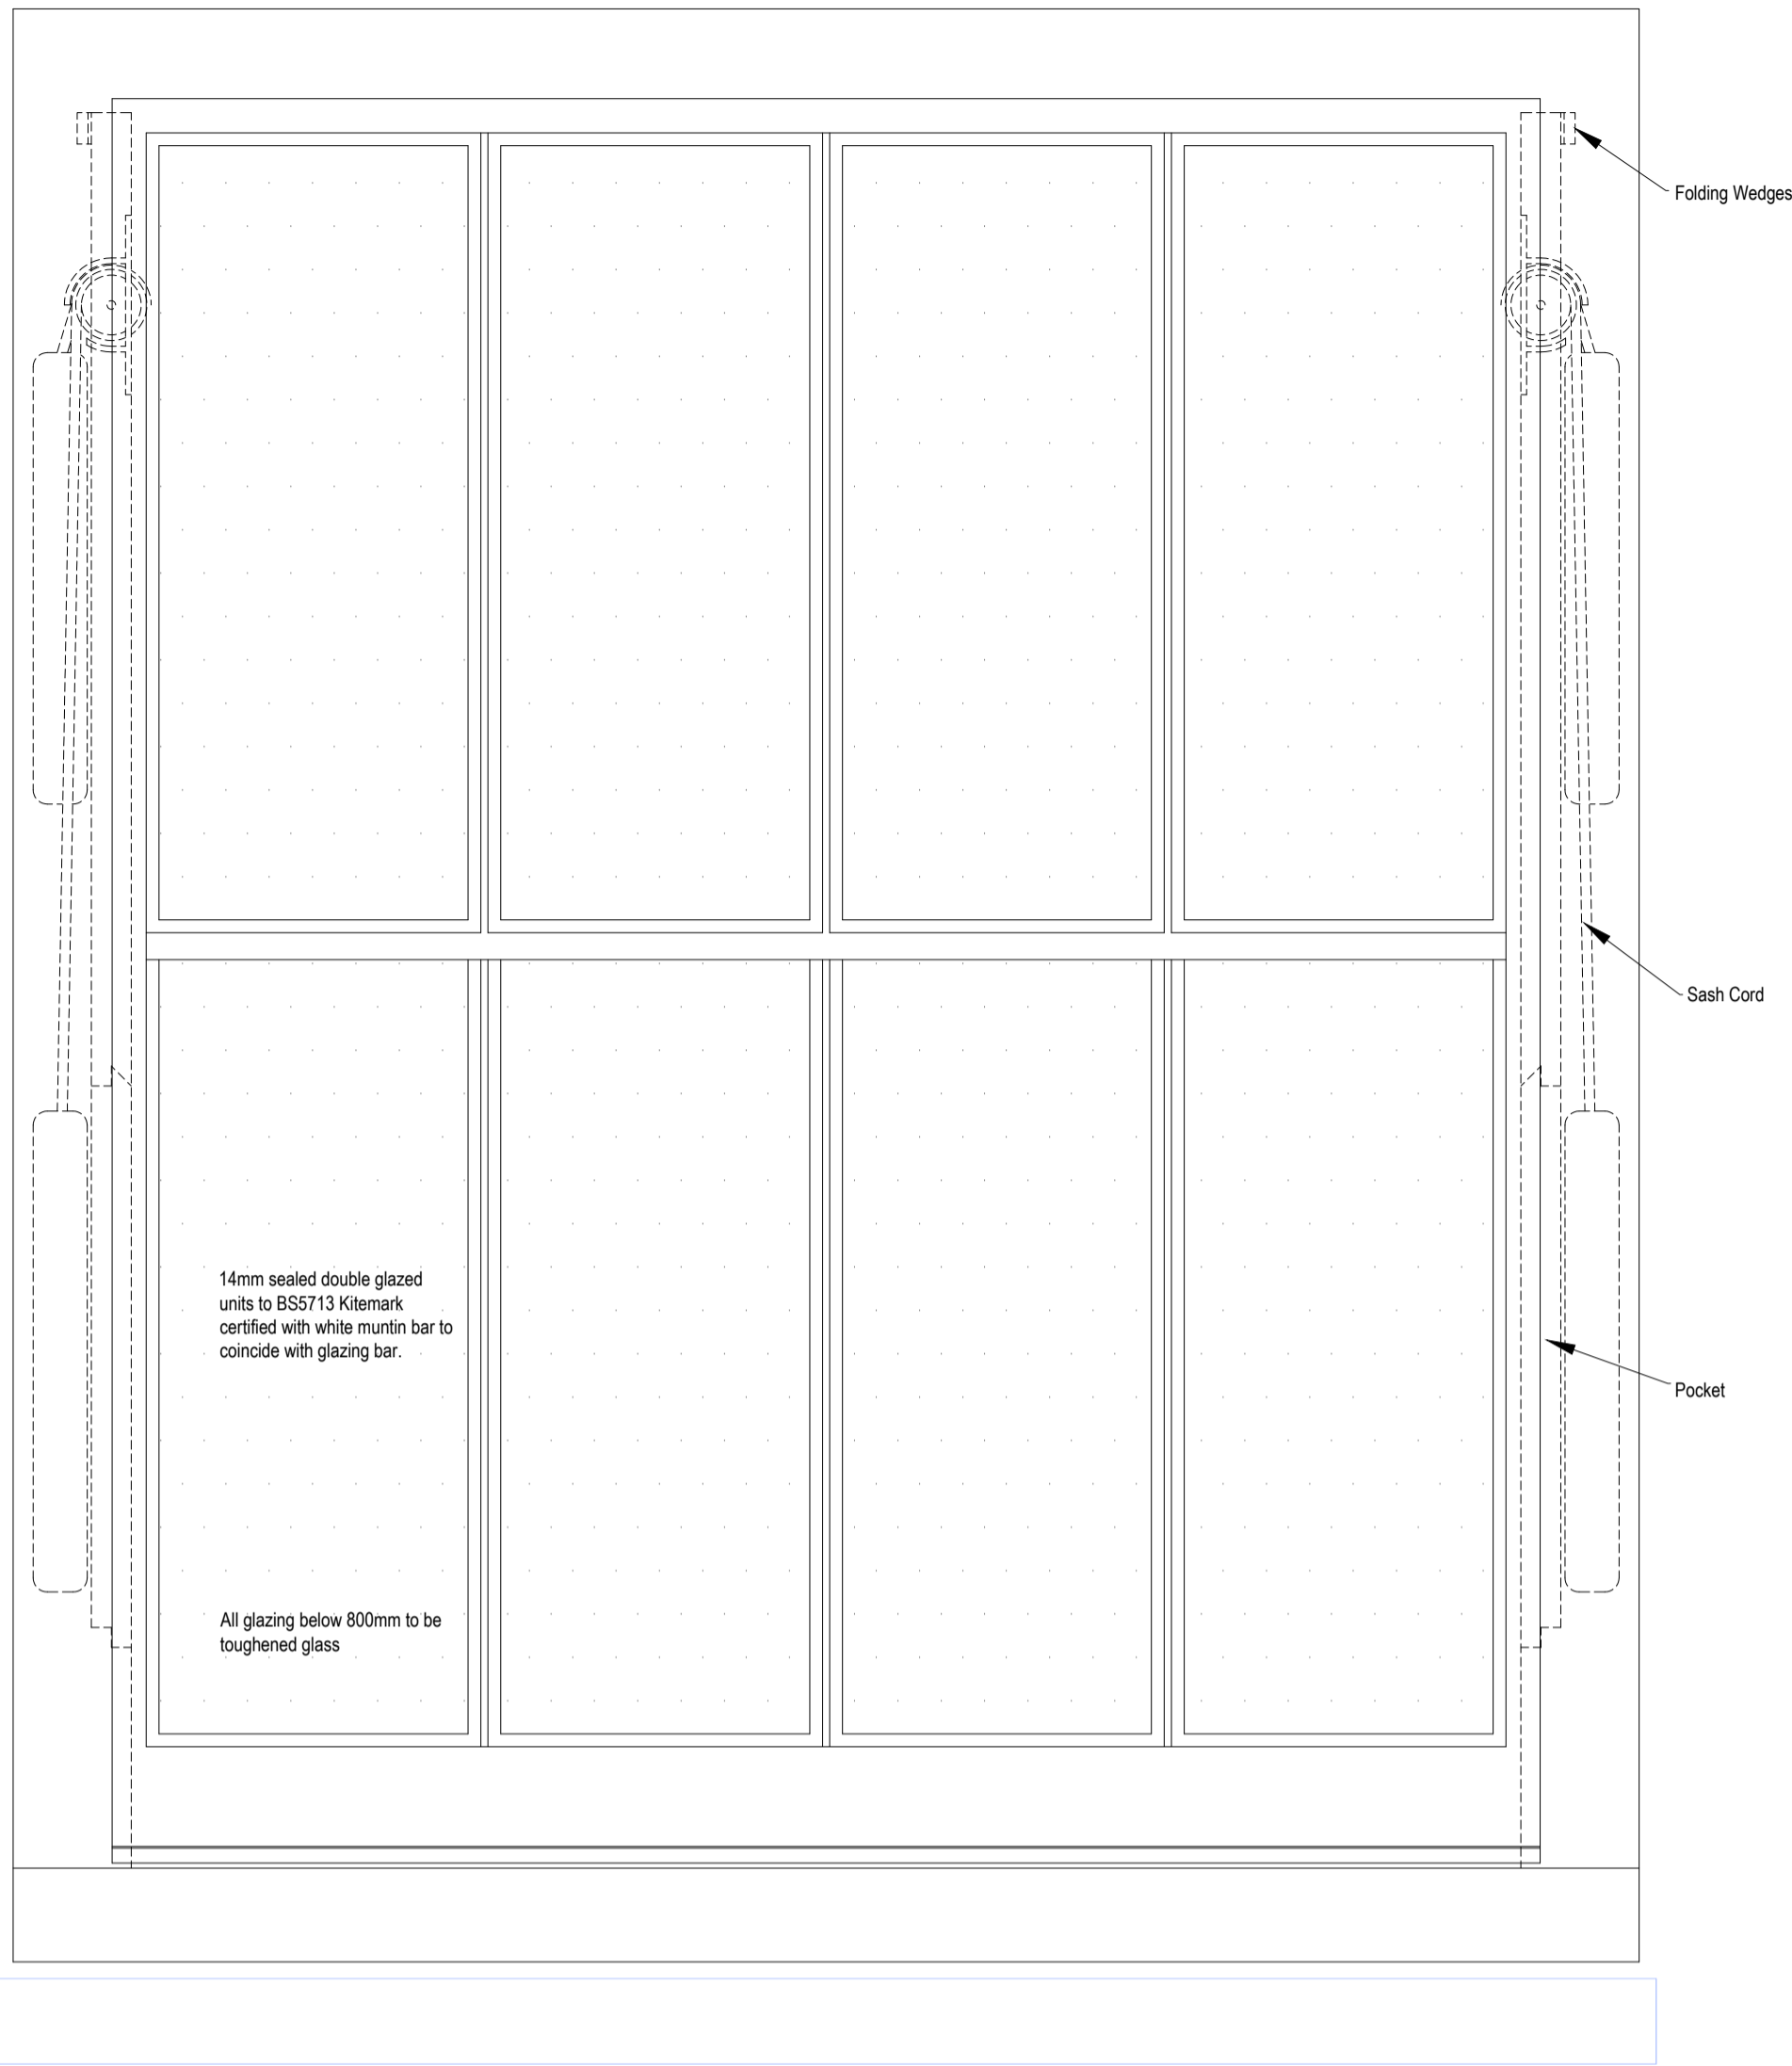 Folding Wedges
Sash Cord
14mm sealed double glazed
units to BS5713 Kitemark
certified with white muntin bar to
coincide with glazing bar.
Pocket
All glazing below 800mm to be
toughened glass